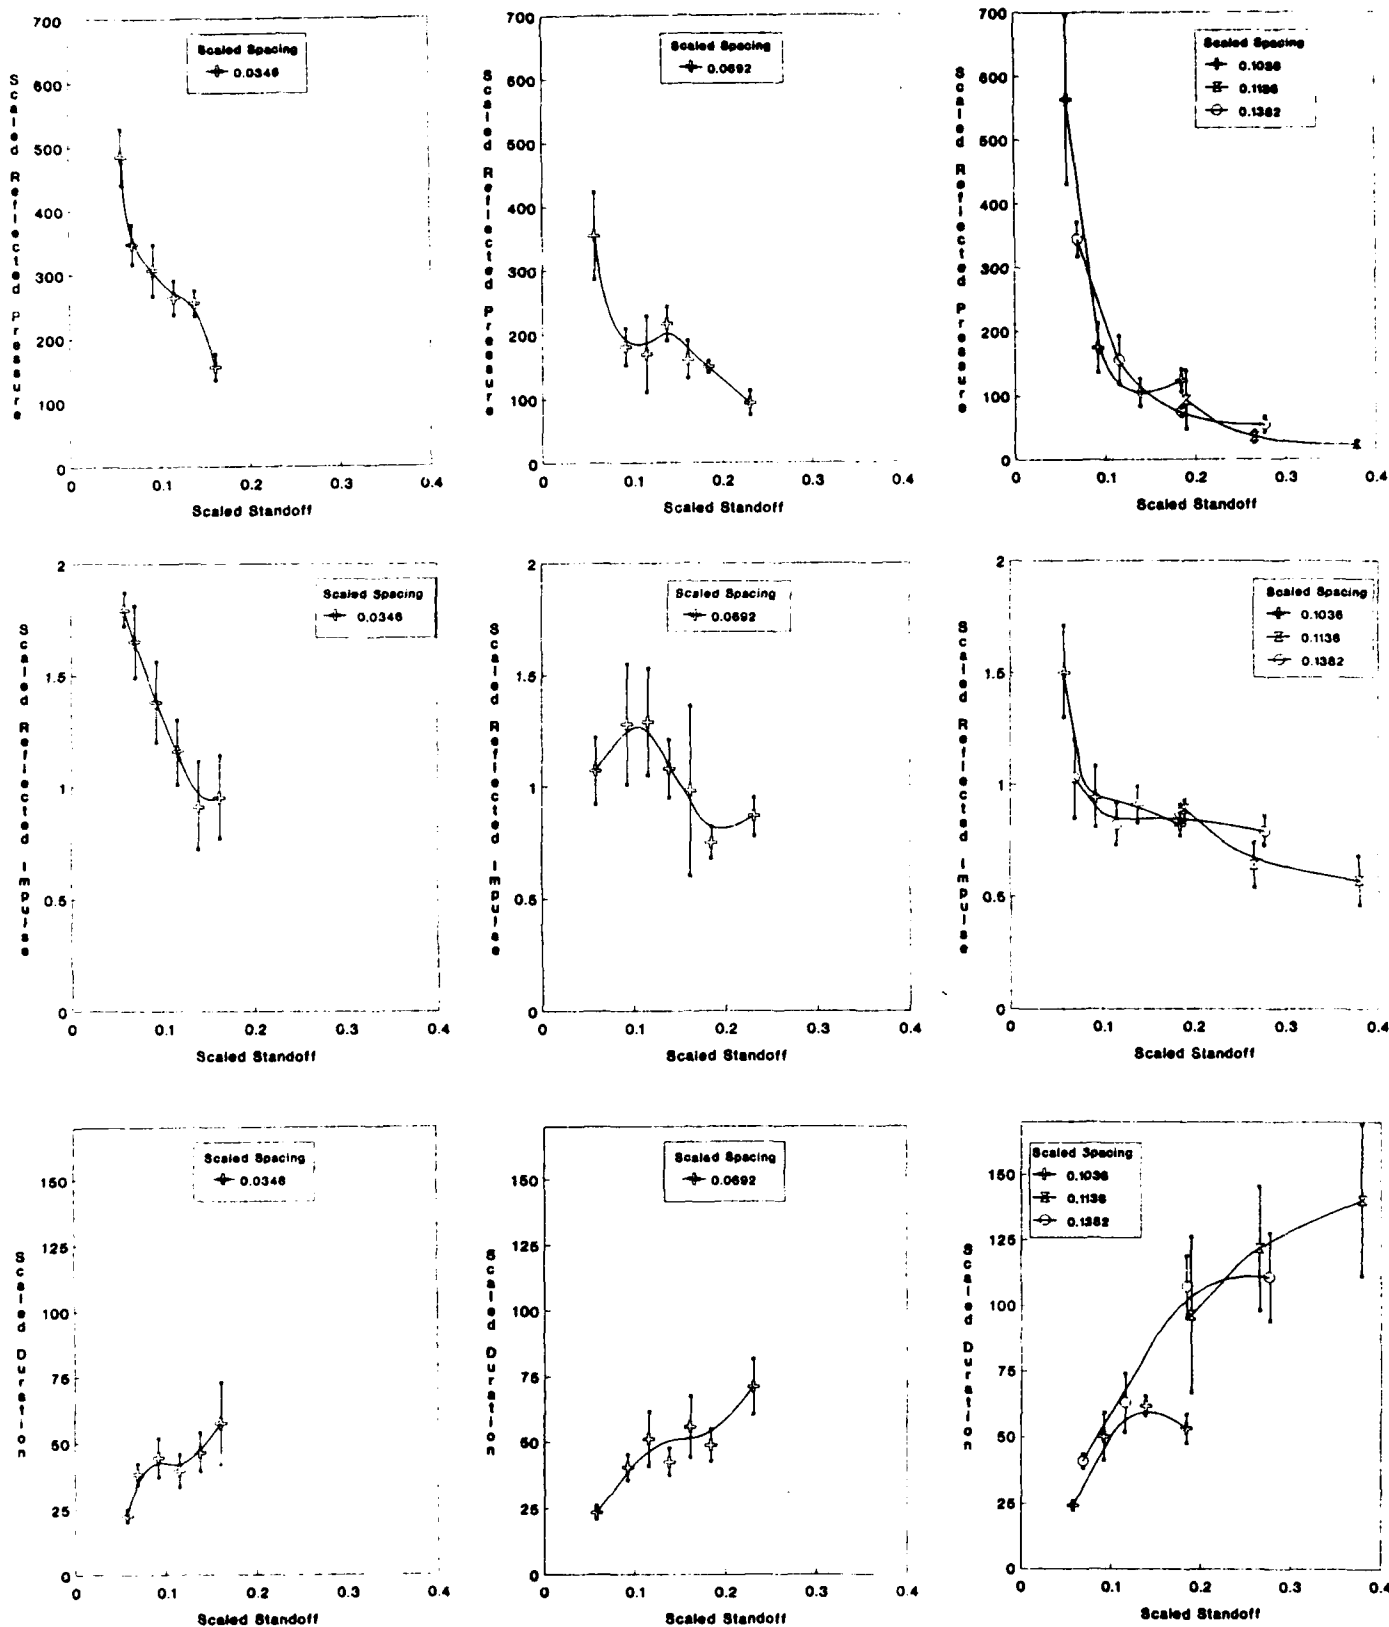 700
600
500
400
300
200
100
0
Scaled Reflected Pressure
Scaled Spacing
0.0346
0 0.1 0.2 0.3 0.4
Scaled Standoff
700
600
500
400
300
200
100
0
Scaled Reflected Pressure
Scaled Spacing
0.0692
0 0.1 0.2 0.3 0.4
Scaled Standoff
700
600
500
400
300
200
100
0
Scaled Reflected Pressure
Scaled Spacing
0.1036
0.1136
0.1382
0 0.1 0.2 0.3 0.4
Scaled Standoff
2
1.5
1
0.5
0
Scaled Reflected Impulse
Scaled Spacing
0.0346
0 0.1 0.2 0.3 0.4
Scaled Standoff
2
1.5
1
0.5
0
Scaled Reflected Impulse
Scaled Spacing
0.0692
0 0.1 0.2 0.3 0.4
Scaled Standoff
2
1.5
1
0.5
0
Scaled Reflected Impulse
Scaled Spacing
0.1036
0.1136
0.1382
0 0.1 0.2 0.3 0.4
Scaled Standoff
150
125
100
75
50
25
0
Scaled Duration
Scaled Spacing
0.0346
0 0.1 0.2 0.3 0.4
Scaled Standoff
150
125
100
75
50
25
0
Scaled Duration
Scaled Spacing
0.0692
0 0.1 0.2 0.3 0.4
Scaled Standoff
150
125
100
75
50
25
0
Scaled Duration
Scaled Spacing
0.1036
0.1136
0.1382
0 0.1 0.2 0.3 0.4
Scaled Standoff